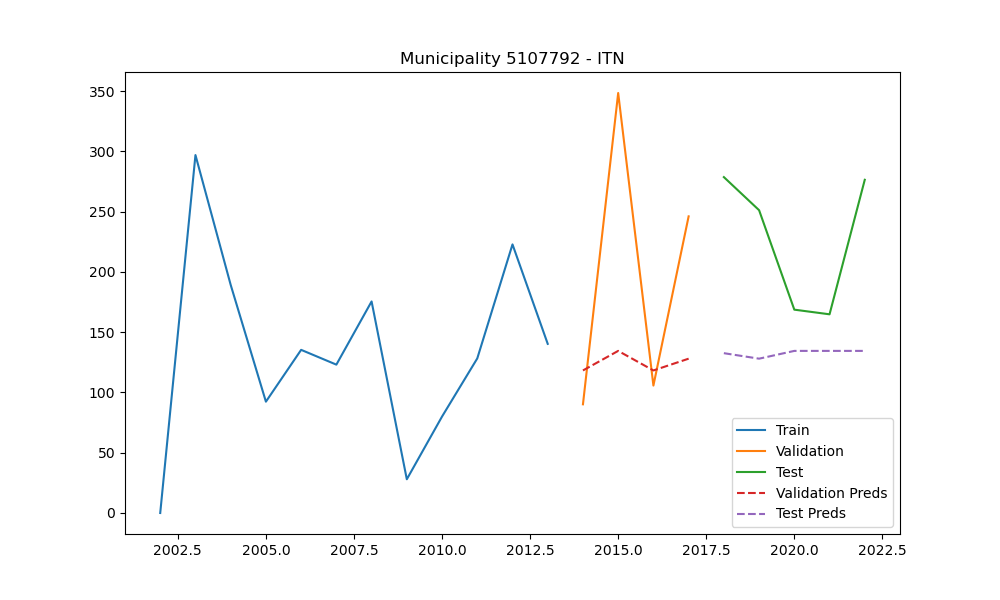 Municipality 5107792 - ITN
350
300
250
200
150
100
50
0
2002.5 2005.0 2007.5 2010.0 2012.5 2015.0 2017.5 2020.0 2022.5
Train
Validation
Test
Validation Preds
Test Preds